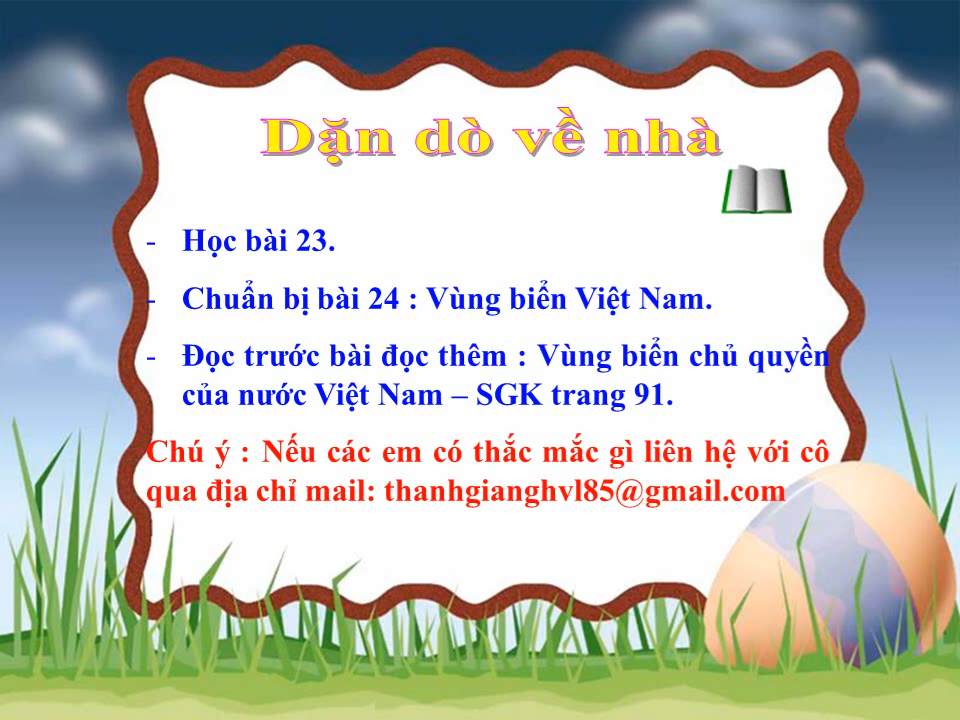 Dặn dò về nhà
- Học bài 23.
- Chuẩn bị bài 24 : Vùng biển Việt Nam.
- Đọc trước bài đọc thêm : Vùng biển chủ quyền
của nước Việt Nam – SGK trang 91.
Chú ý : Nếu các em có thắc mắc gì liên hệ với cô
qua địa chỉ mail: thanhgianghvl85@gmail.com